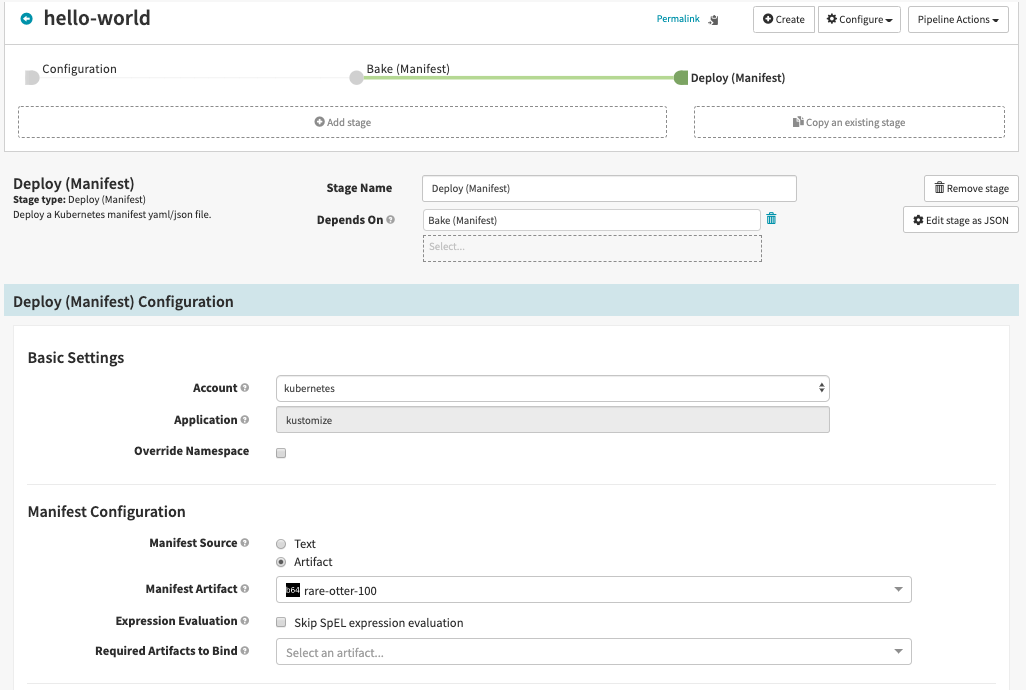 hello-world
Permalink
Create
Configure
Pipeline Actions
Configuration
Bake (Manifest)
Deploy (Manifest)
Add stage
Copy an existing stage
Deploy (Manifest)
Stage type: Deploy (Manifest)
Deploy a Kubernetes manifest yaml/json file.
Stage Name
Deploy (Manifest)
Remove stage
Depends On
Bake (Manifest)
Edit stage as JSON
Select...
Deploy (Manifest) Configuration
Basic Settings
Account
kubernetes
Application
kustomize
Override Namespace
Manifest Configuration
Manifest Source
Text
Artifact
Manifest Artifact
b64 rare-otter-100
Expression Evaluation
Skip SpEL expression evaluation
Required Artifacts to Bind
Select an artifact...